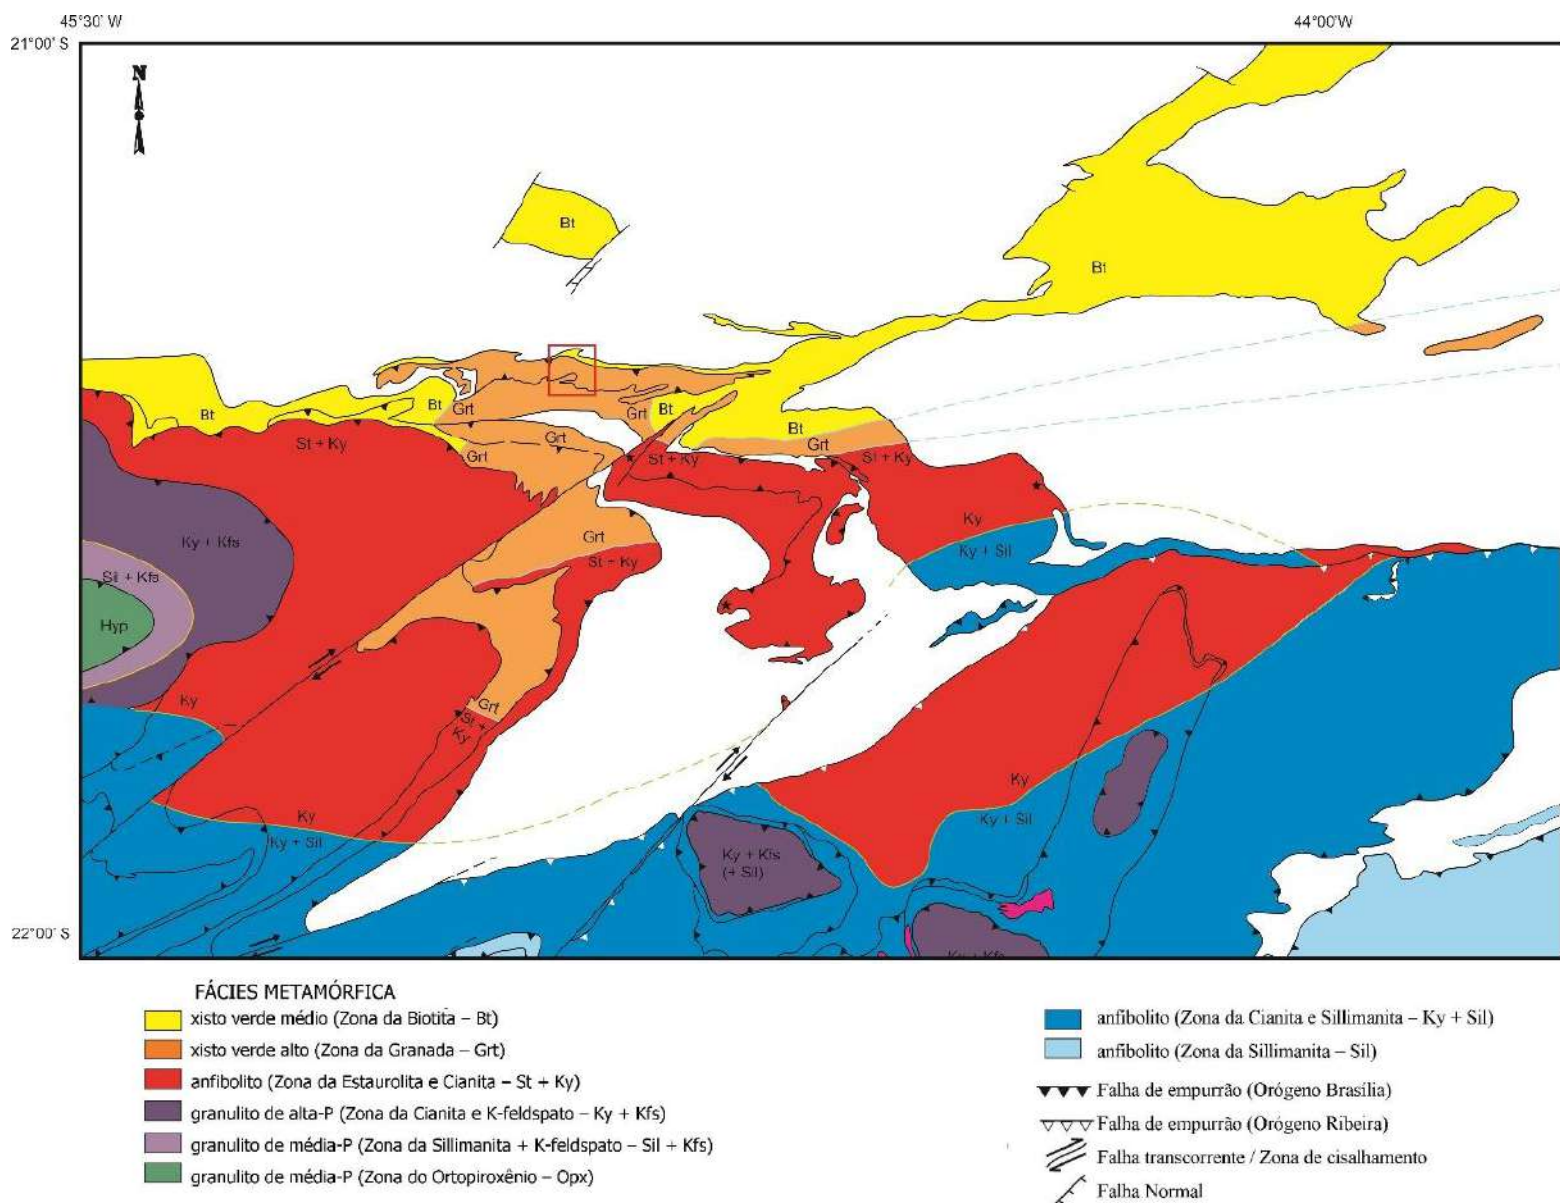 45°30' W
44°00'W
21°00' S
N
Bt
Bt
Bt
Bt
Grt
Grt
Bt
Bt
Grt
Grt
Grt
St + Ky
St + Ky
St + Ky
Ky
Ky + Sil
Ky + Kfs
Grt
St + Ky
Sil + Kfs
Hyp
Ky
Grt
St +
Ky
Ky
Ky + Sil
Ky
Ky + Sil
Ky + Kfs
(+ Sil)
22°00' S
FÁCIES METAMÓRFICA
xisto verde médio (Zona da Biotita – Bt)
xisto verde alto (Zona da Granada – Grt)
anfibolito (Zona da Estaurolita e Cianita – St + Ky)
granulito de alta-P (Zona da Cianita e K-feldspato – Ky + Kfs)
granulito de média-P (Zona da Sillimanita + K-feldspato – Sil + Kfs)
granulito de média-P (Zona do Ortopiroxênio – Opx)
anfibolito (Zona da Cianita e Sillimanita – Ky + Sil)
anfibolito (Zona da Sillimanita – Sil)
Falha de empurrão (Orógeno Brasília)
Falha de empurrão (Orógeno Ribeira)
Falha transcorrente / Zona de cisalhamento
Falha Normal